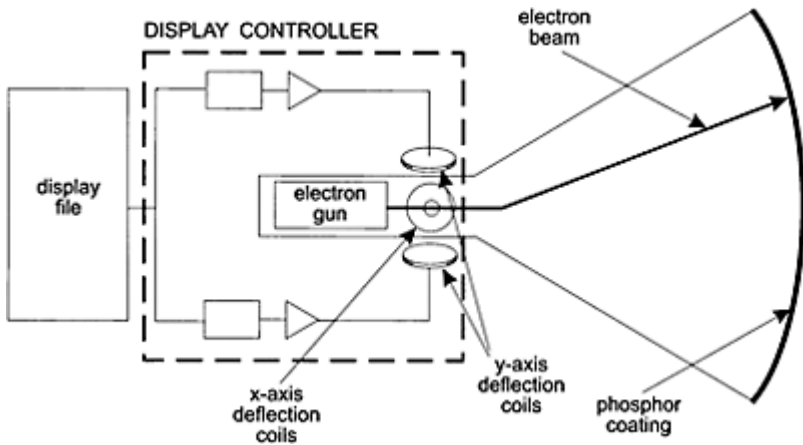 DISPLAY CONTROLLER
electron
beam
display
file
electron
gun
x-axis
deflection
coils
y-axis
deflection
coils
phosphor
coating